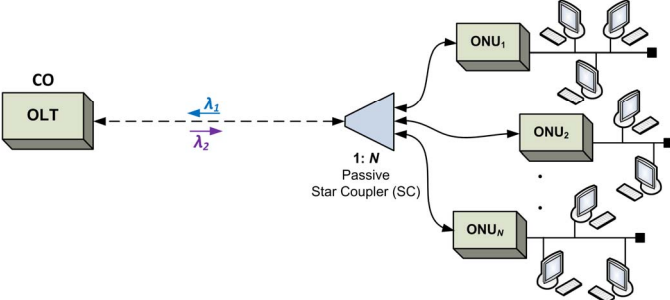 CO
OLT
λ1
λ2
1: N
Passive
Star Coupler (SC)
ONU1
ONU2
ONUN